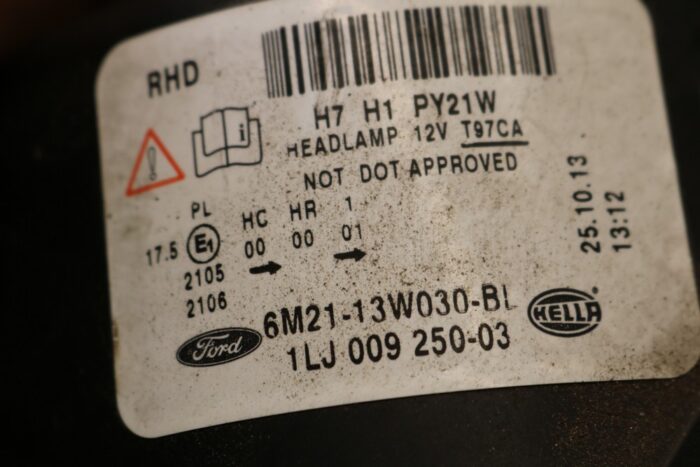 RHD
H7 H1 PY21W
HEADLAMP 12V T97CA
NOT DOT APPROVED
PL HC HR 1
17.5 E1 00 00 01
2105
2106
25.10.13
13:12
6M21-13W030-BL
Ford
1LJ 009 250-03
HELLA